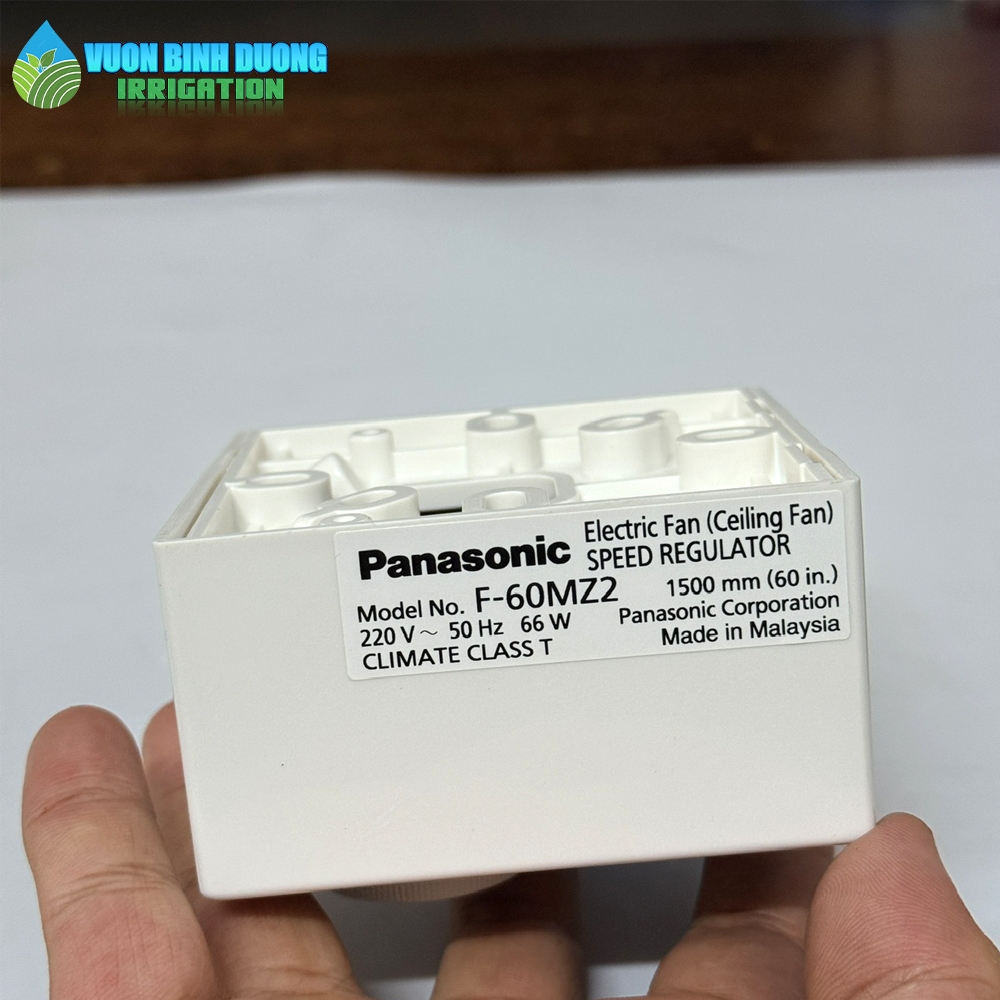 VUON BINH DUONG
IRRIGATION
Panasonic
Electric Fan (Ceiling Fan)
SPEED REGULATOR
Model No. F-60MZ2
220 V ~ 50 Hz 66 W
CLIMATE CLASS T
1500 mm (60 in.)
Panasonic Corporation
Made in Malaysia